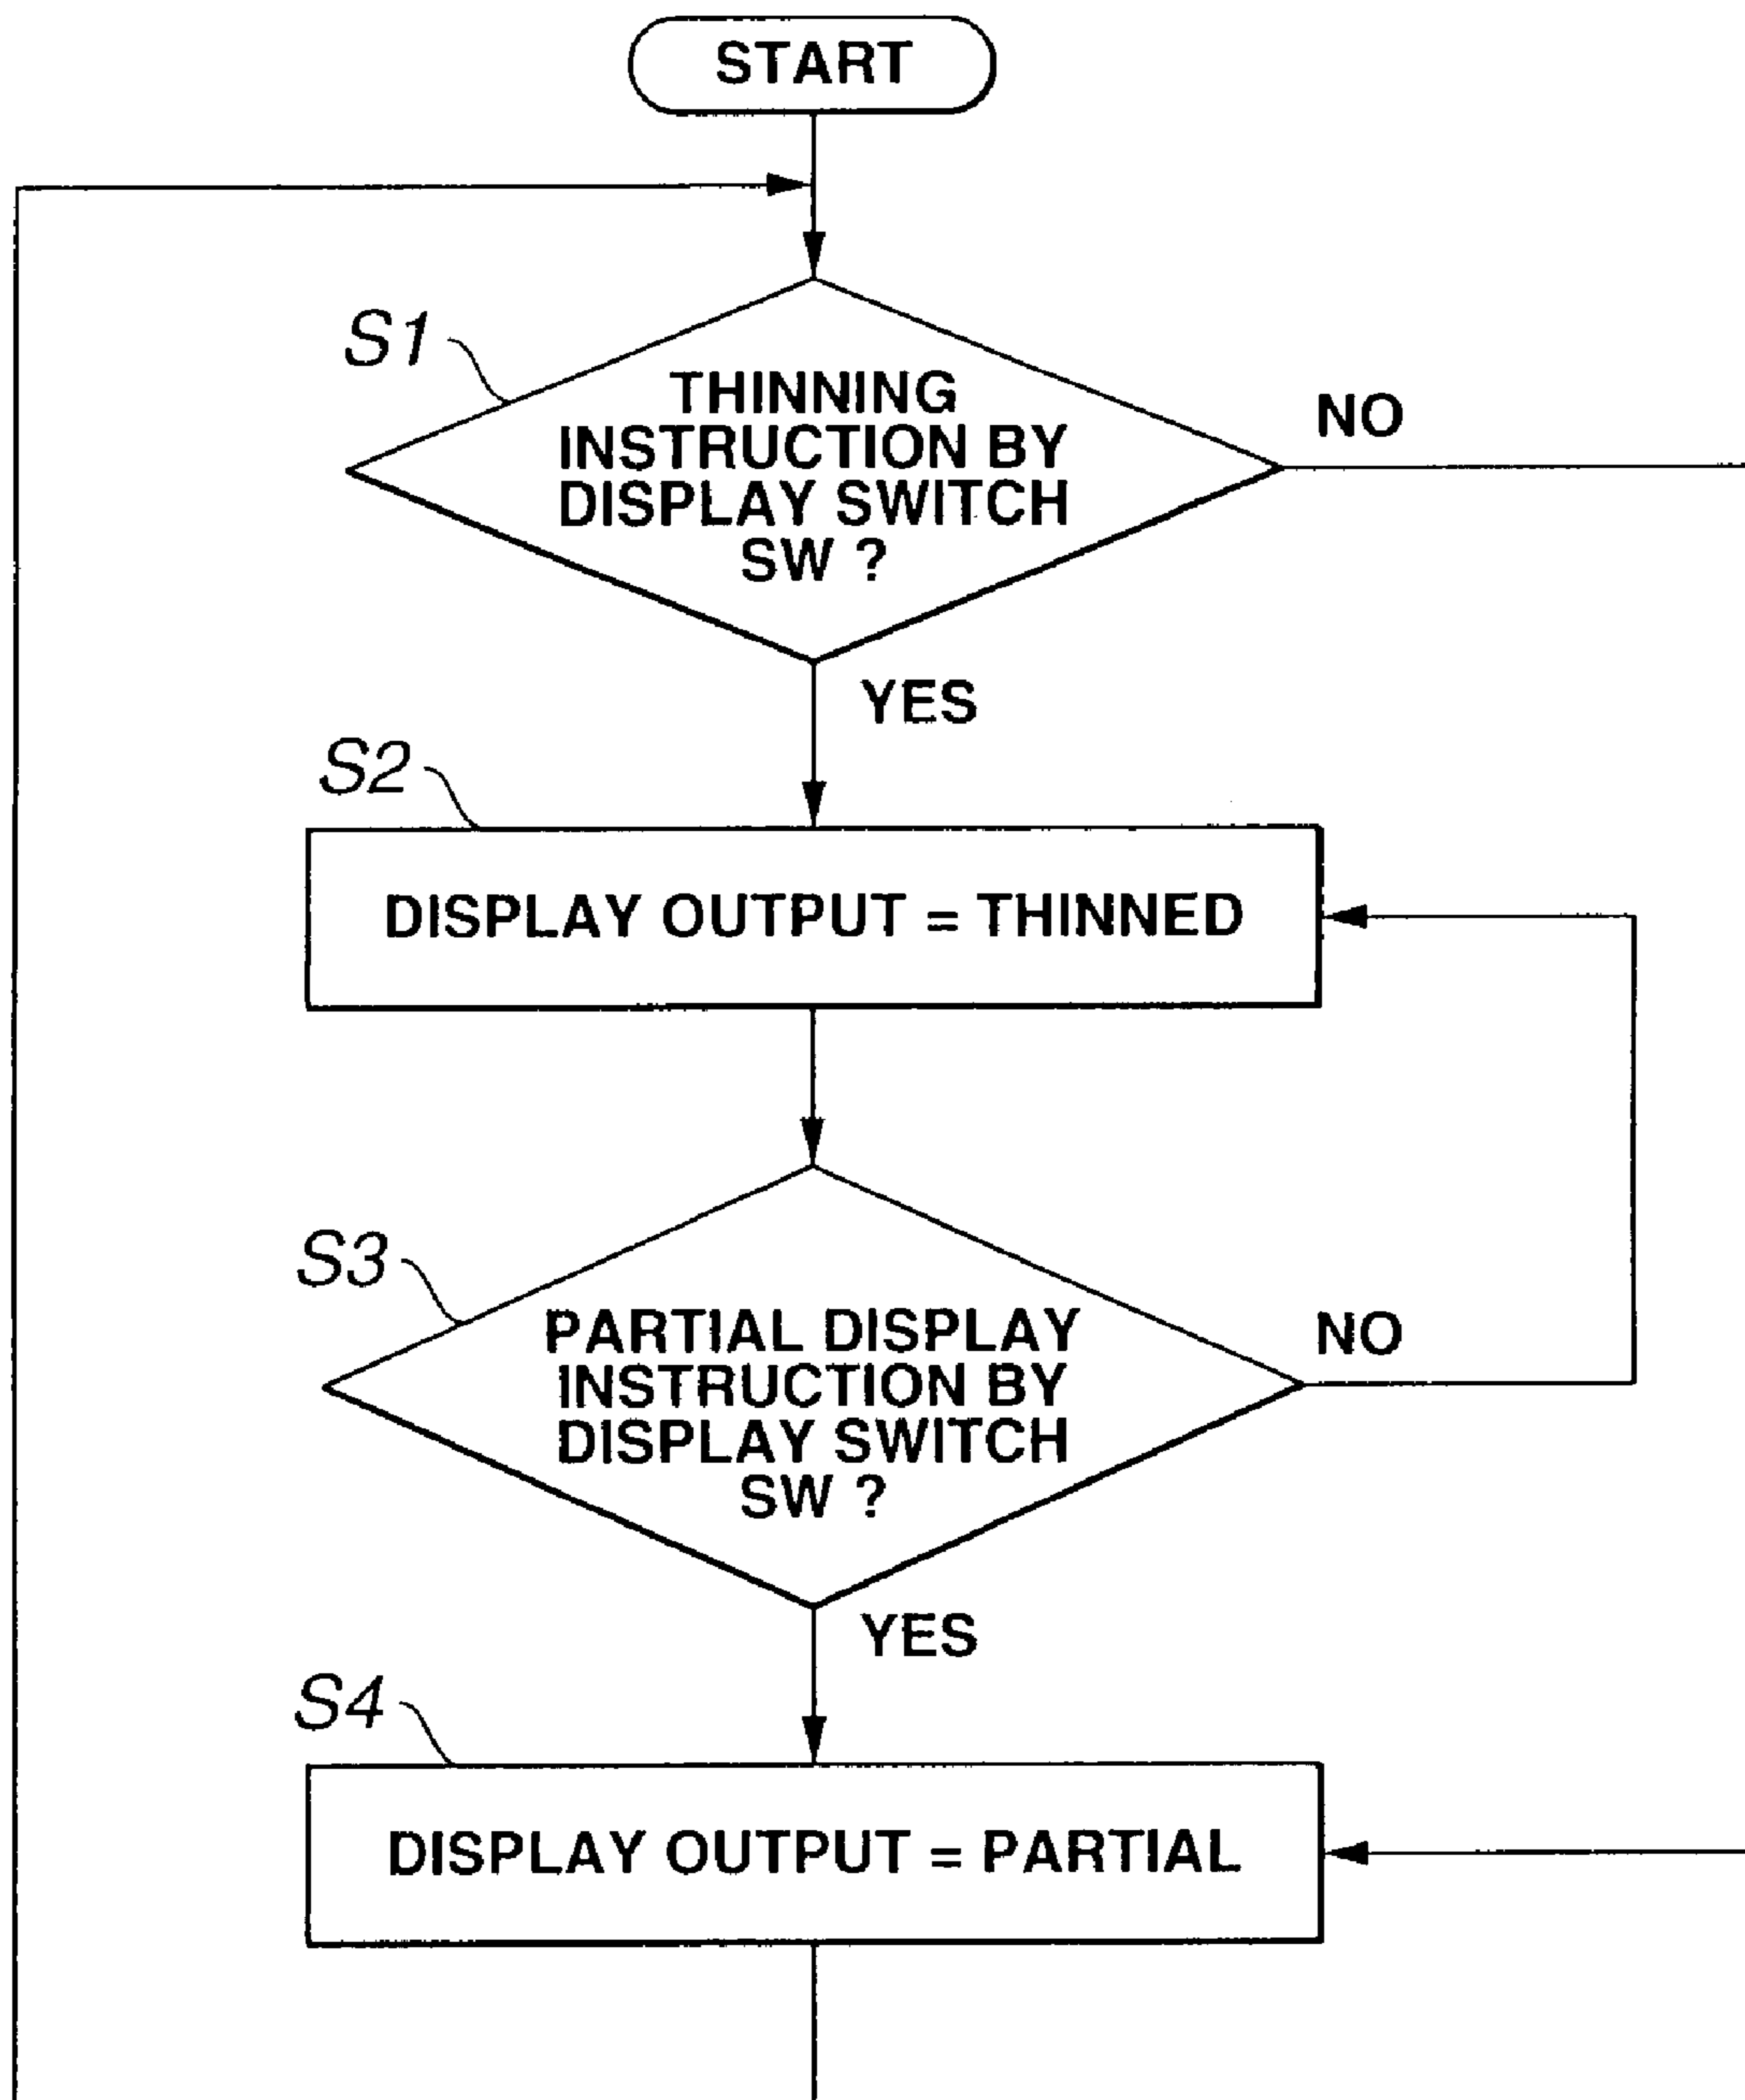 START
S1
THINNING
INSTRUCTION BY
DISPLAY SWITCH
SW ?
NO
YES
S2
DISPLAY OUTPUT = THINNED
S3
PARTIAL DISPLAY
INSTRUCTION BY
DISPLAY SWITCH
SW ?
NO
YES
S4
DISPLAY OUTPUT = PARTIAL